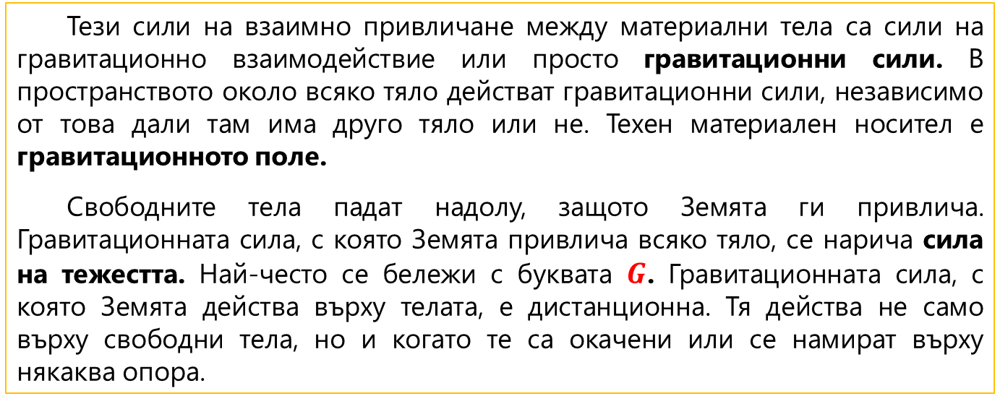 Тези сили на взаимно привличане между материални тела са сили на
гравитационно взаимодействие или просто гравитационни сили. В
пространството около всяко тяло действат гравитационни сили, независимо
от това дали там има друго тяло или не. Техен материален носител е
гравитационното поле.
Свободните тела падат надолу, защото Земята ги привлича.
Гравитационната сила, с която Земята привлича всяко тяло, се нарича сила
на тежестта. Най-често се бележи с буквата G. Гравитационната сила, с
която Земята действа върху телата, е дистанционна. Тя действа не само
върху свободни тела, но и когато те са окачени или се намират върху
някаква опора.